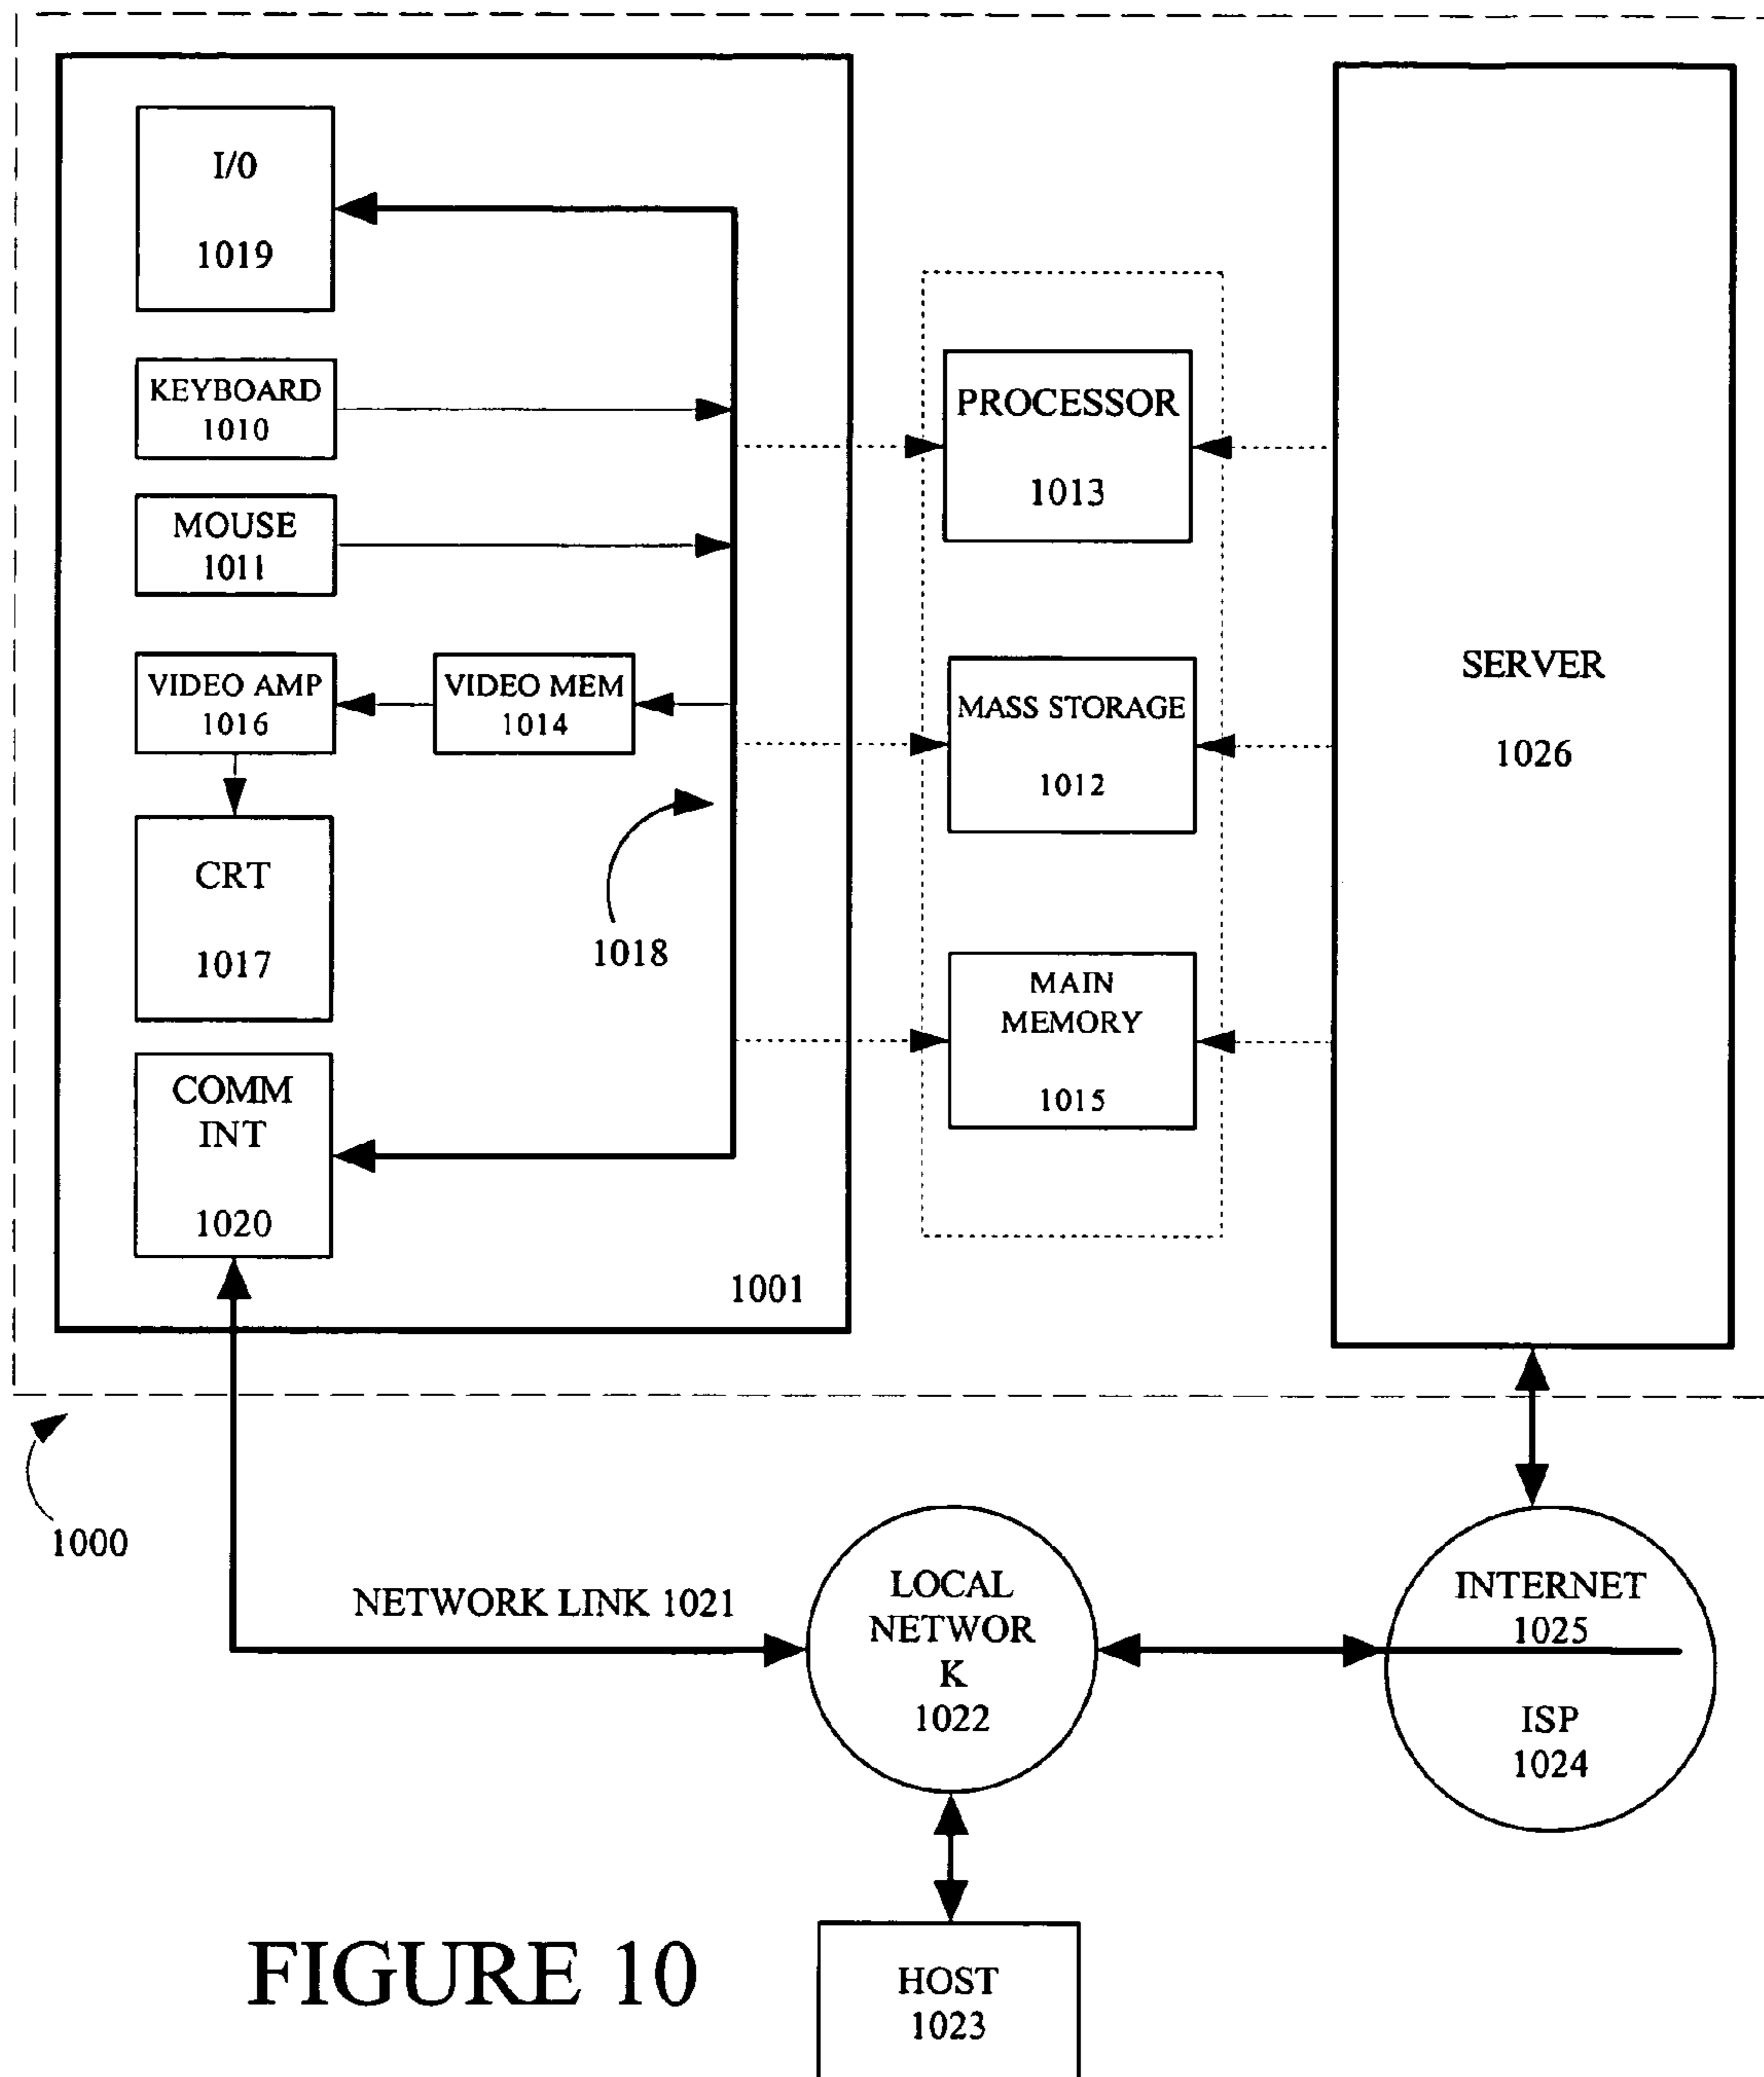 I/0
1019
KEYBOARD
1010
MOUSE
1011
VIDEO AMP
1016
VIDEO MEM
1014
CRT
1017
1018
COMM
INT
1020
1001
PROCESSOR
1013
MASS STORAGE
1012
MAIN
MEMORY
1015
SERVER
1026
1000
NETWORK LINK 1021
LOCAL
NETWOR
K
1022
INTERNET
1025
ISP
1024
HOST
1023
FIGURE 10